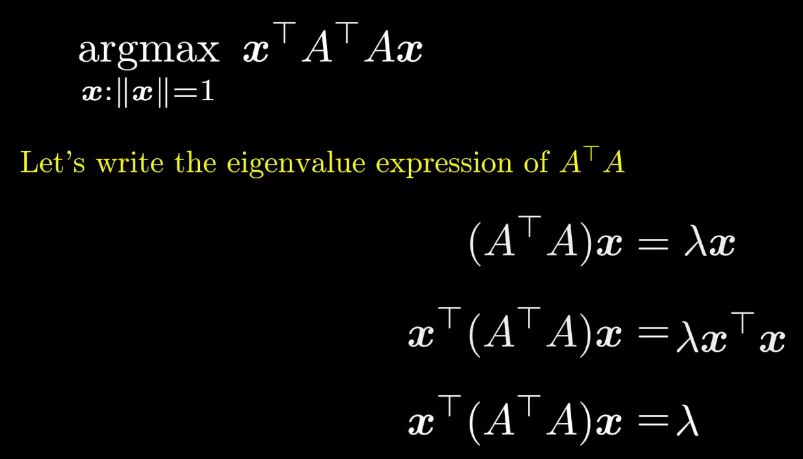 argmax x⊤A⊤Ax
x:‖x‖=1
Let's write the eigenvalue expression of A⊤A
(A⊤A)x = λx
x⊤(A⊤A)x = λx⊤x
x⊤(A⊤A)x = λ